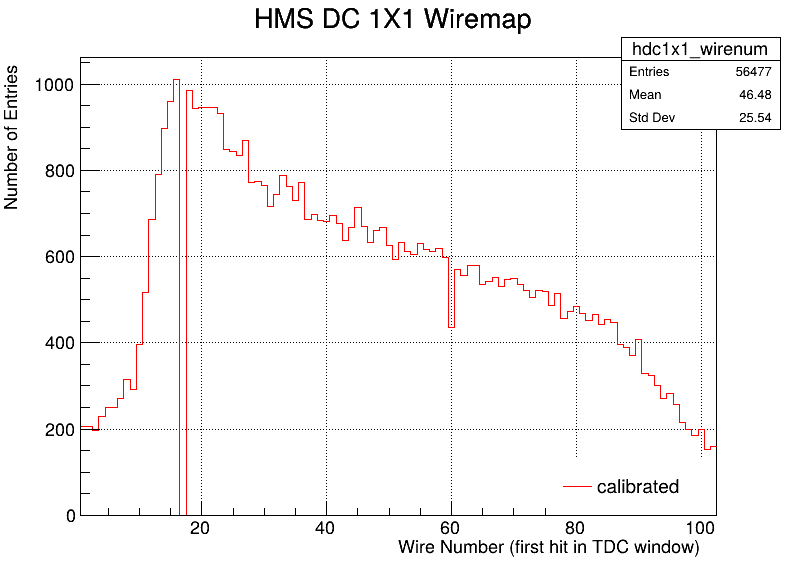 HMS DC 1X1 Wiremap
hdc1x1_wirenum
Entries 56477
Mean 46.48
Std Dev 25.54
Number of Entries
1000
800
600
400
200
0
calibrated
20 40 60 80 100
Wire Number (first hit in TDC window)